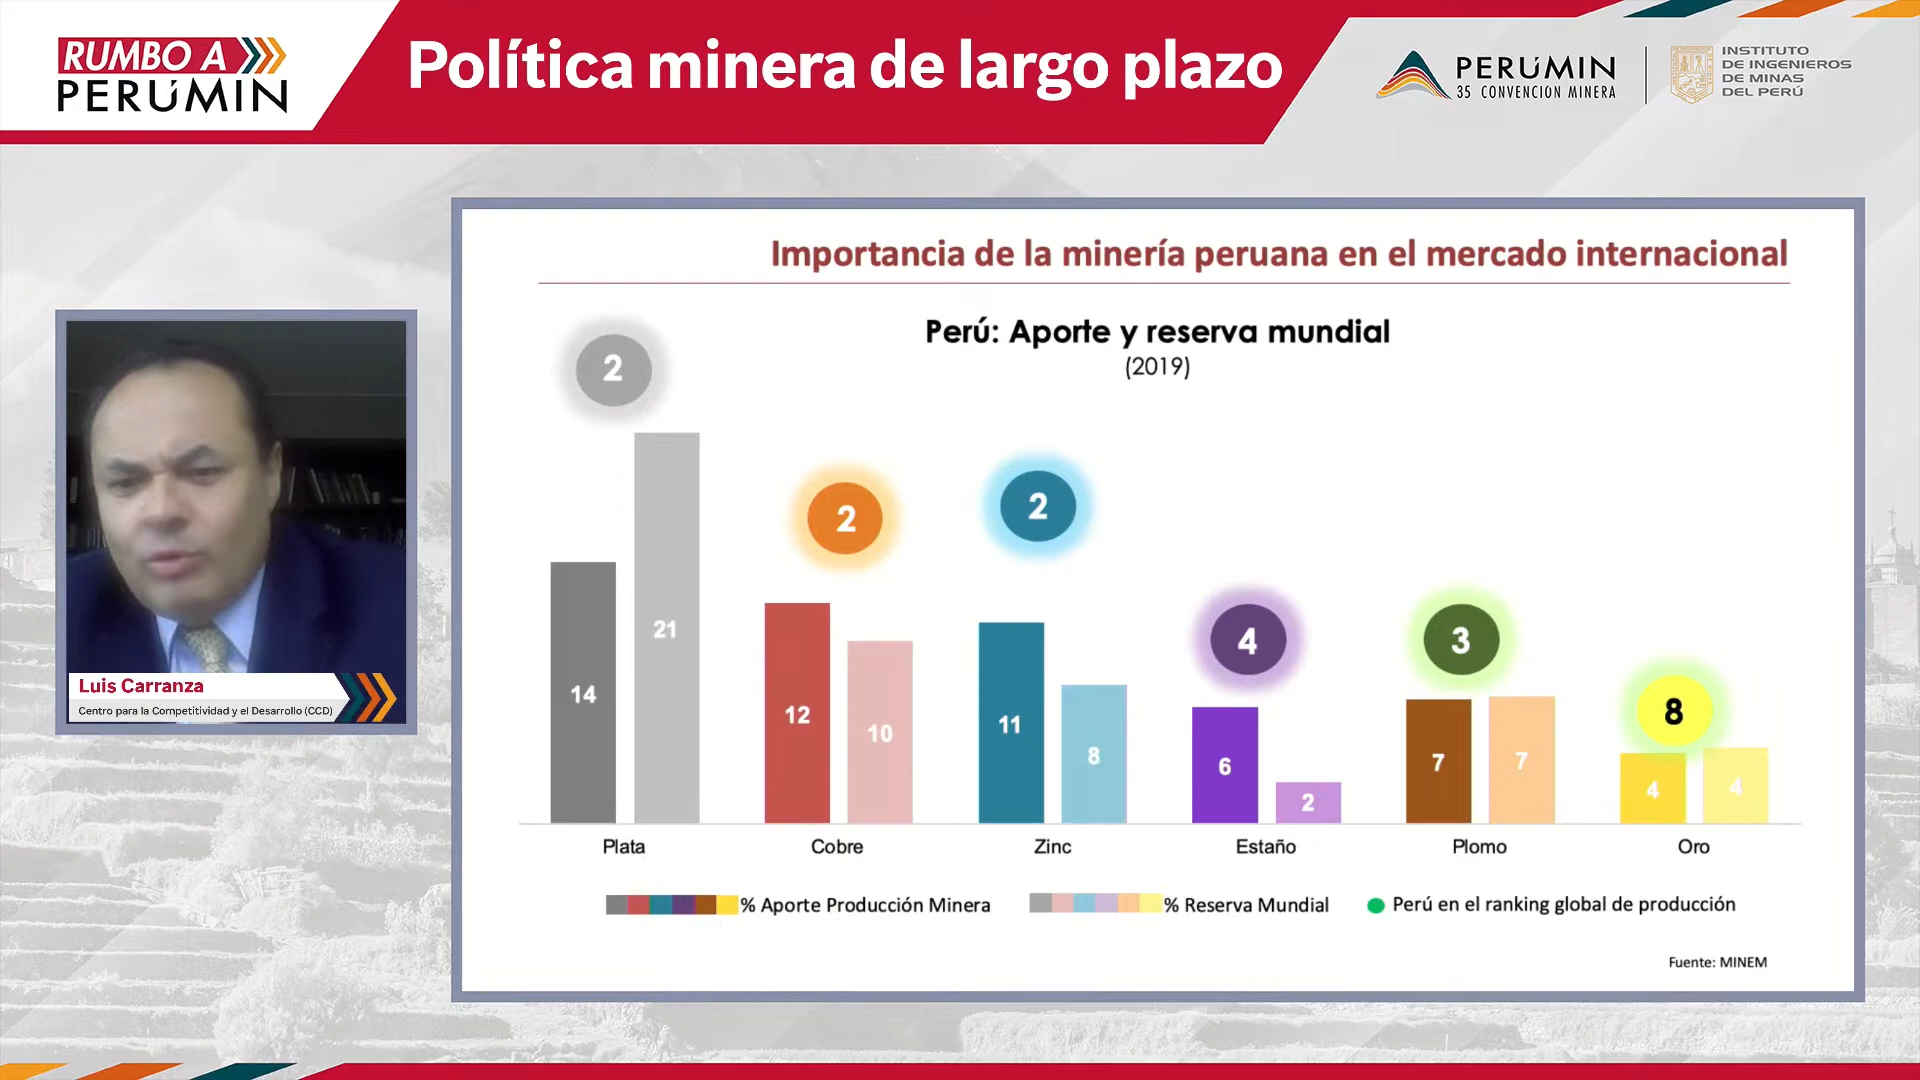 RUMBO A
PERÚMIN
Política minera de largo plazo
PERÚMIN
35 CONVENCIÓN MINERA
INSTITUTO
DE INGENIEROS
DE MINAS
DEL PERÚ
Importancia de la minería peruana en el mercado internacional
Perú: Aporte y reserva mundial
(2019)
2
2
2
4
3
8
14
21
12
10
11
8
6
2
7
7
4
4
Plata
Cobre
Zinc
Estaño
Plomo
Oro
% Aporte Producción Minera
% Reserva Mundial
Perú en el ranking global de producción
Fuente: MINEM
Luis Carranza
Centro para la Competitividad y el Desarrollo (CCD)